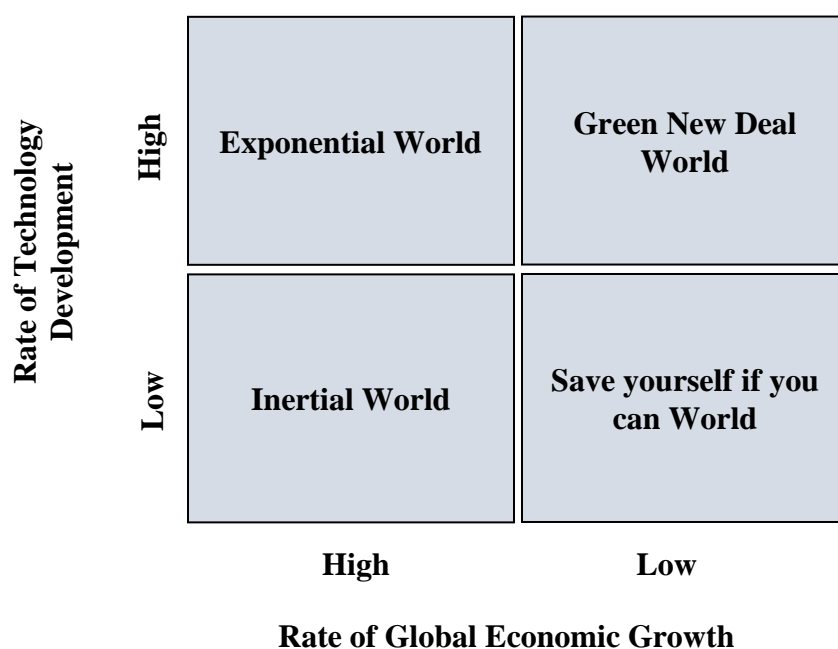 Rate of Technology
Development
High
Exponential World
Green New Deal
World
Low
Inertial World
Save yourself if you
can World
High
Low
Rate of Global Economic Growth